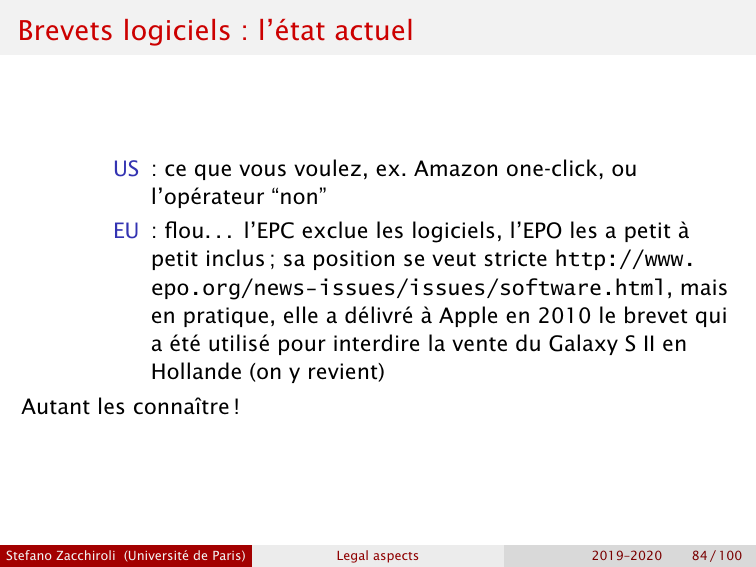 Brevets logiciels : l’état actuel
US : ce que vous voulez, ex. Amazon one-click, ou
l’opérateur “non”
EU : flou. . . l’EPC exclue les logiciels, l’EPO les a petit à
petit inclus ; sa position se veut stricte http://www.
epo.org/news-issues/issues/software.html, mais
en pratique, elle a délivré à Apple en 2010 le brevet qui
a été utilisé pour interdire la vente du Galaxy S II en
Hollande (on y revient)
Autant les connaître !
Stefano Zacchiroli (Université de Paris) Legal aspects 2019–2020 84 / 100